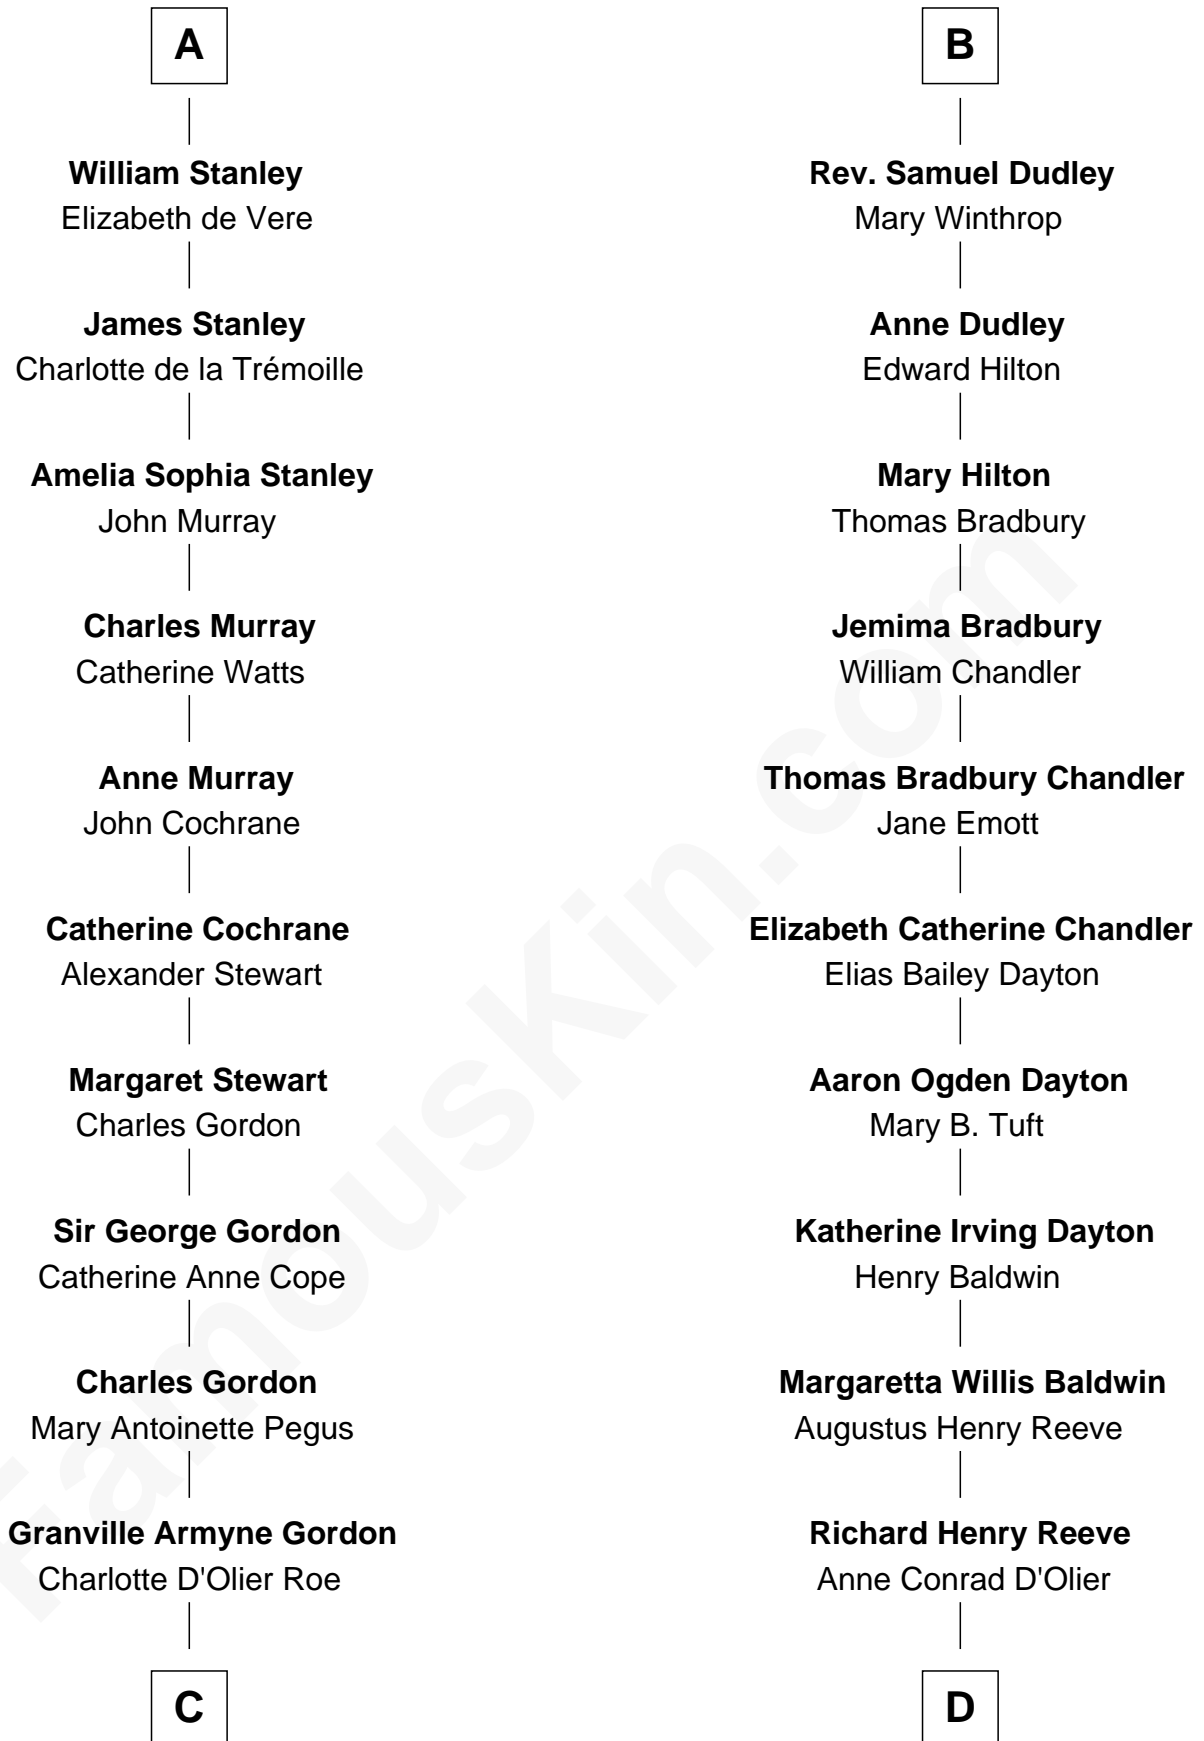 A
William Stanley
Elizabeth de Vere
James Stanley
Charlotte de la Trémoille
Amelia Sophia Stanley
John Murray
Charles Murray
Catherine Watts
Anne Murray
John Cochrane
Catherine Cochrane
Alexander Stewart
Margaret Stewart
Charles Gordon
Sir George Gordon
Catherine Anne Cope
Charles Gordon
Mary Antoinette Pegus
Granville Armyne Gordon
Charlotte D'Olier Roe
C
B
Rev. Samuel Dudley
Mary Winthrop
Anne Dudley
Edward Hilton
Mary Hilton
Thomas Bradbury
Jemima Bradbury
William Chandler
Thomas Bradbury Chandler
Jane Emott
Elizabeth Catherine Chandler
Elias Bailey Dayton
Aaron Ogden Dayton
Mary B. Tuft
Katherine Irving Dayton
Henry Baldwin
Margaretta Willis Baldwin
Augustus Henry Reeve
Richard Henry Reeve
Anne Conrad D'Olier
D
FamousKin.com